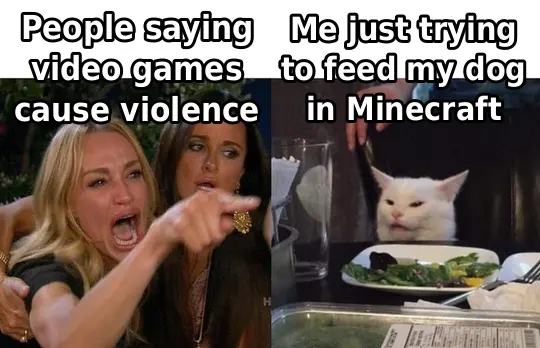 People saying
video games
cause violence
Me just trying
to feed my dog
in Minecraft